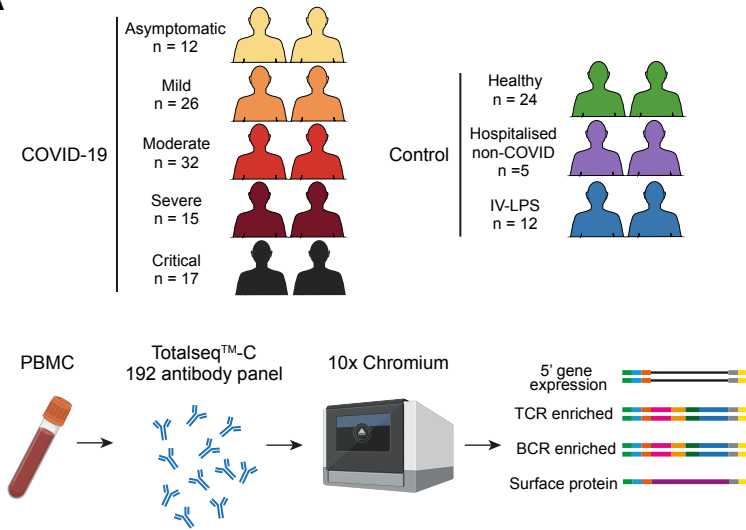 COVID-19
Asymptomatic
n = 12
Mild
n = 26
Moderate
n = 32
Severe
n = 15
Critical
n = 17
Control
Healthy
n = 24
Hospitalised
non-COVID
n =5
IV-LPS
n = 12
PBMC
Totalseq™-C
192 antibody panel
10x Chromium
5' gene
expression
TCR enriched
BCR enriched
Surface protein